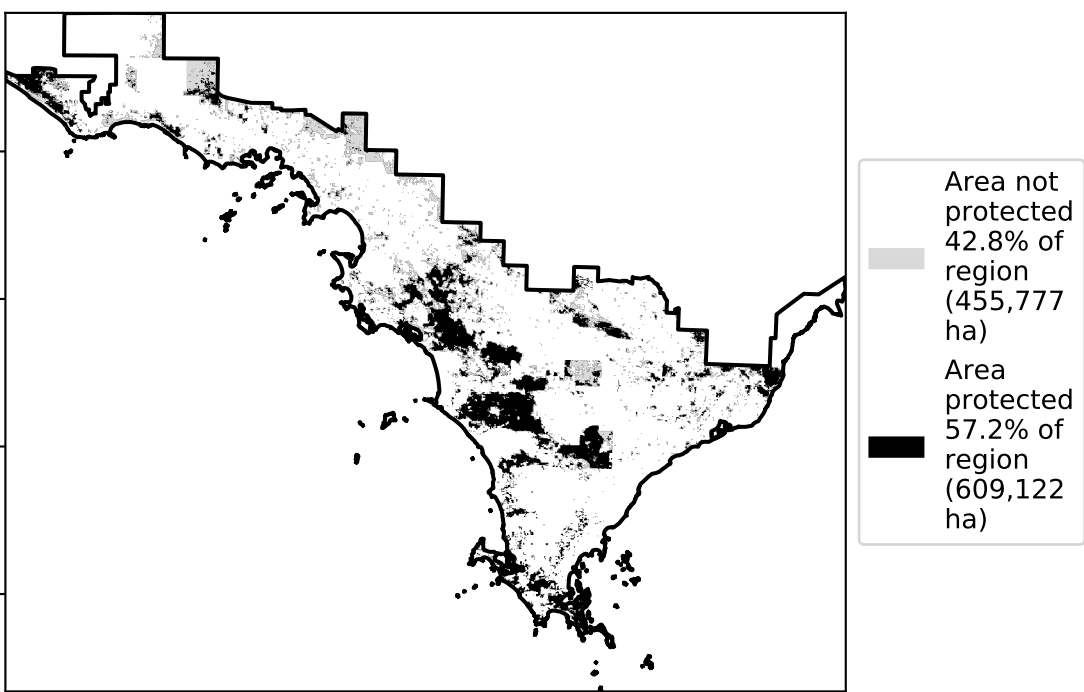 Area not
protected
42.8% of
region
(455,777
ha)
Area
protected
57.2% of
region
(609,122
ha)